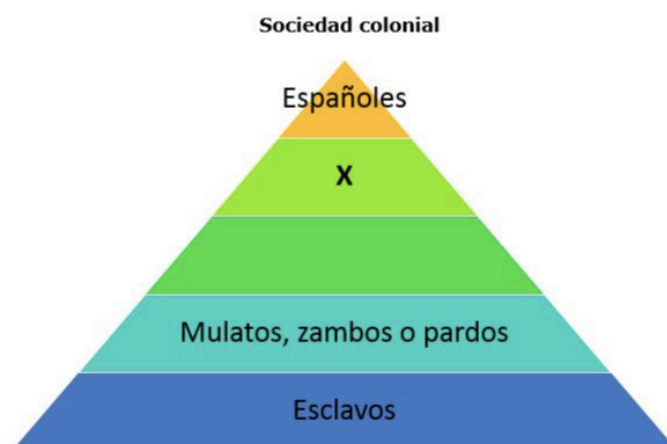 Sociedad colonial
Españoles
X
Mulatos, zambos o pardos
Esclavos